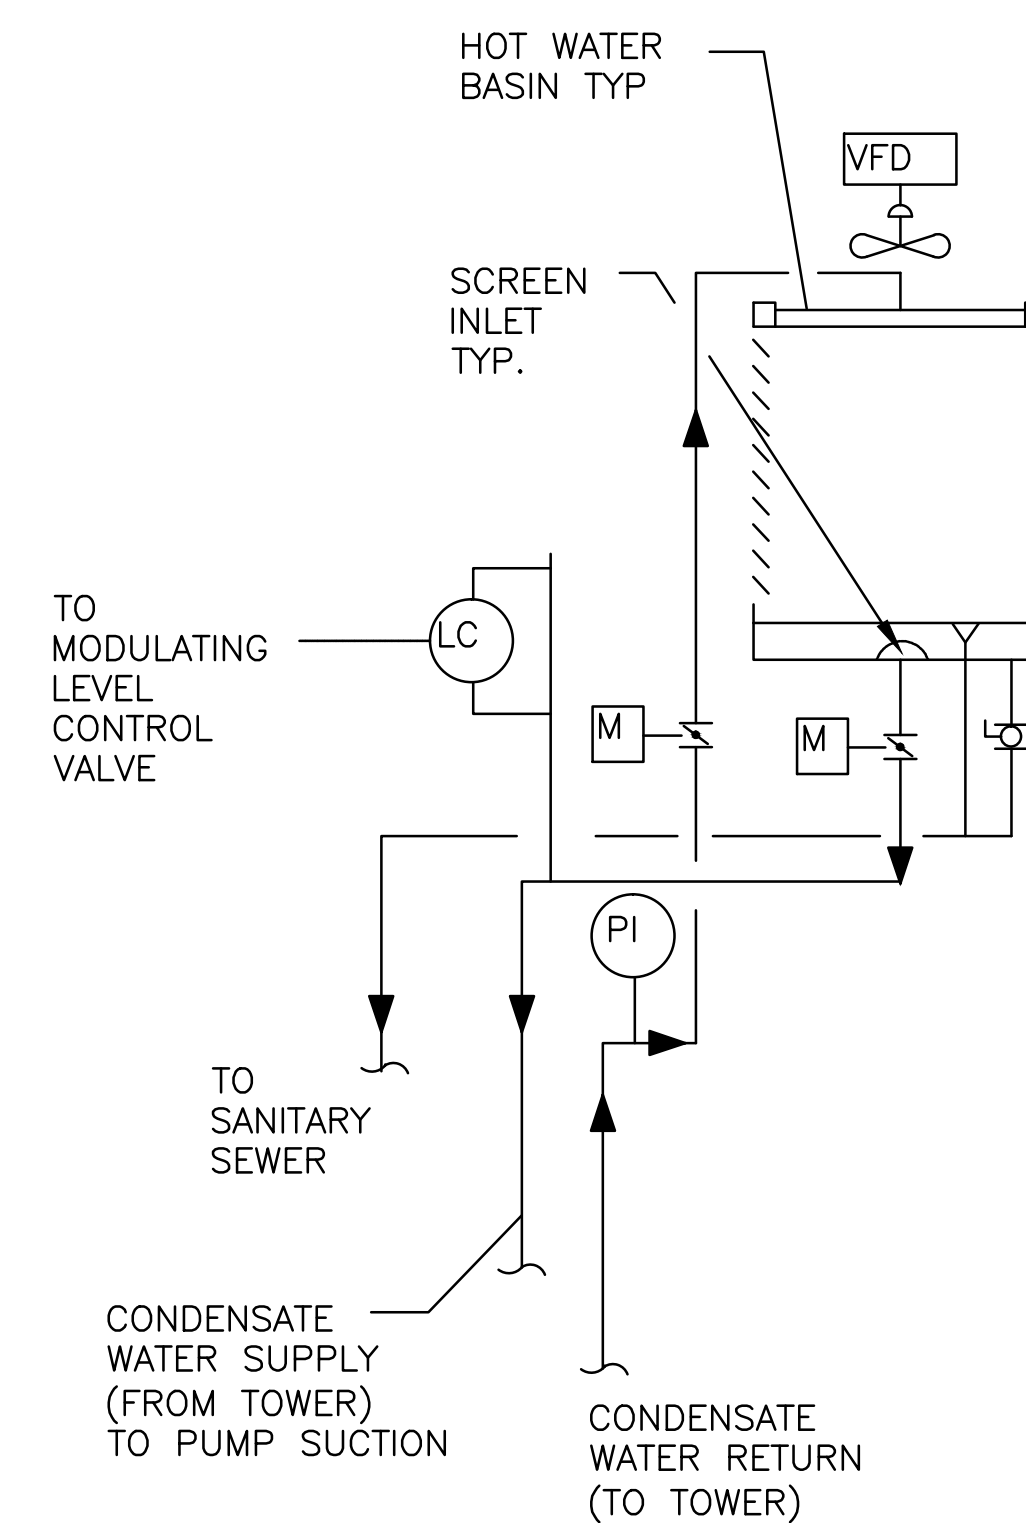 HOT WATER
BASIN TYP
VFD
SCREEN
INLET
TYP.
TO
MODULATING
LEVEL
CONTROL
VALVE
LC
M
M
PI
TO
SANITARY
SEWER
CONDENSATE
WATER SUPPLY
(FROM TOWER)
TO PUMP SUCTION
CONDENSATE
WATER RETURN
(TO TOWER)